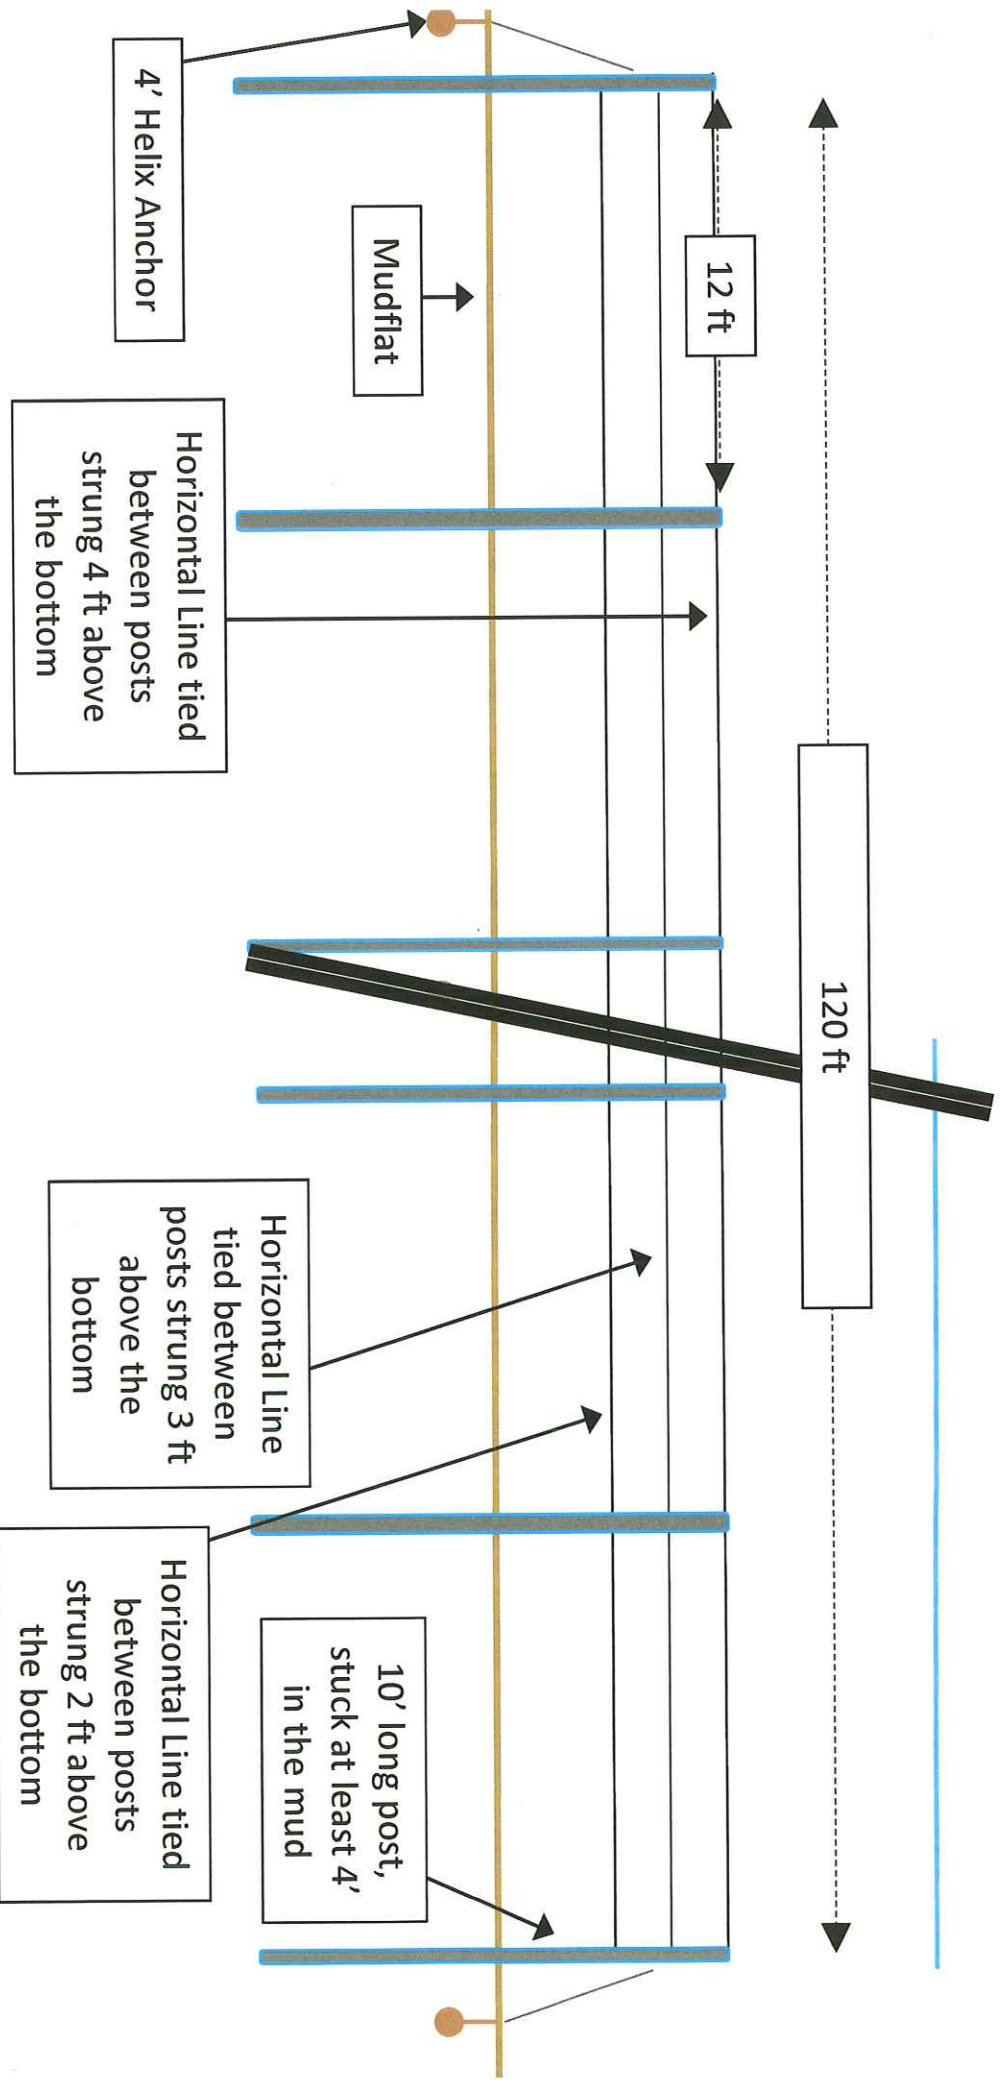 120 ft
12 ft
Mudflat
4' Helix Anchor
Horizontal Line tied
between posts
strung 4 ft above
the bottom
Horizontal Line
tied between
posts strung 3 ft
above the
bottom
Horizontal Line tied
between posts
strung 2 ft above
the bottom
10' long post,
stuck at least 4'
in the mud